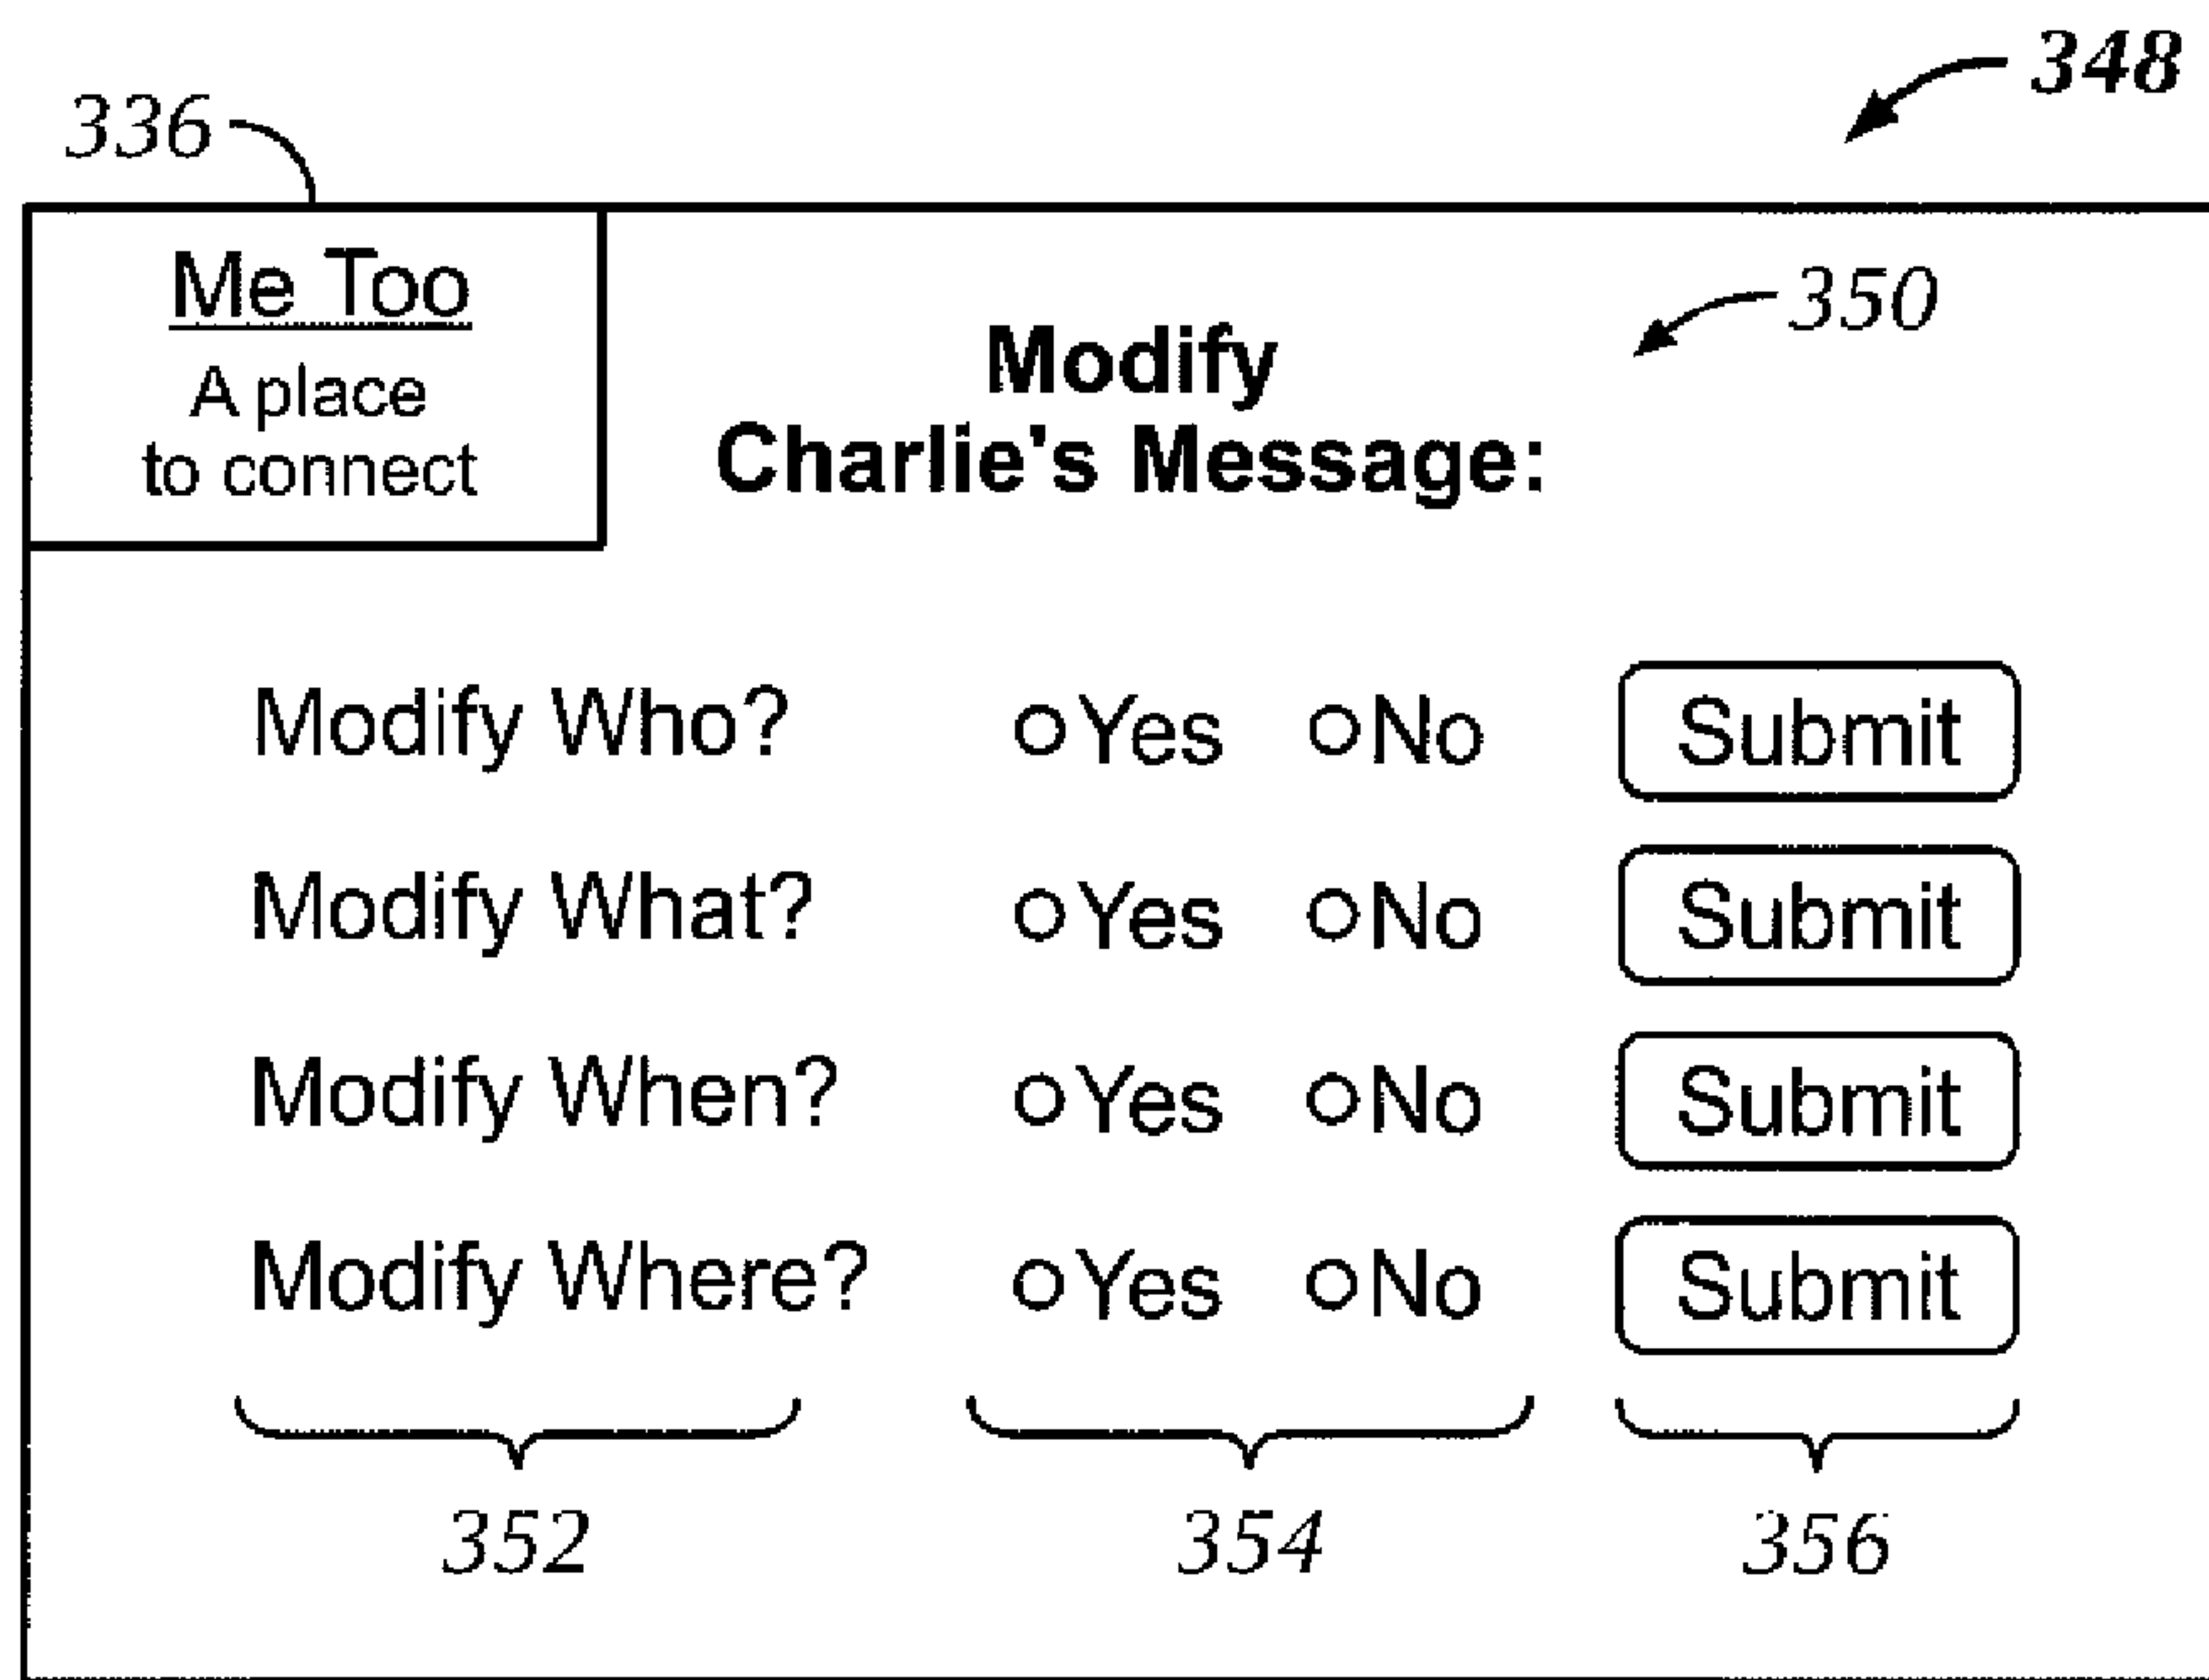 348
336
Me Too
A place
to connect
350
Modify
Charlie's Message:
Modify Who? Yes No Submit
Modify What? Yes No Submit
Modify When? Yes No Submit
Modify Where? Yes No Submit
352 354 356